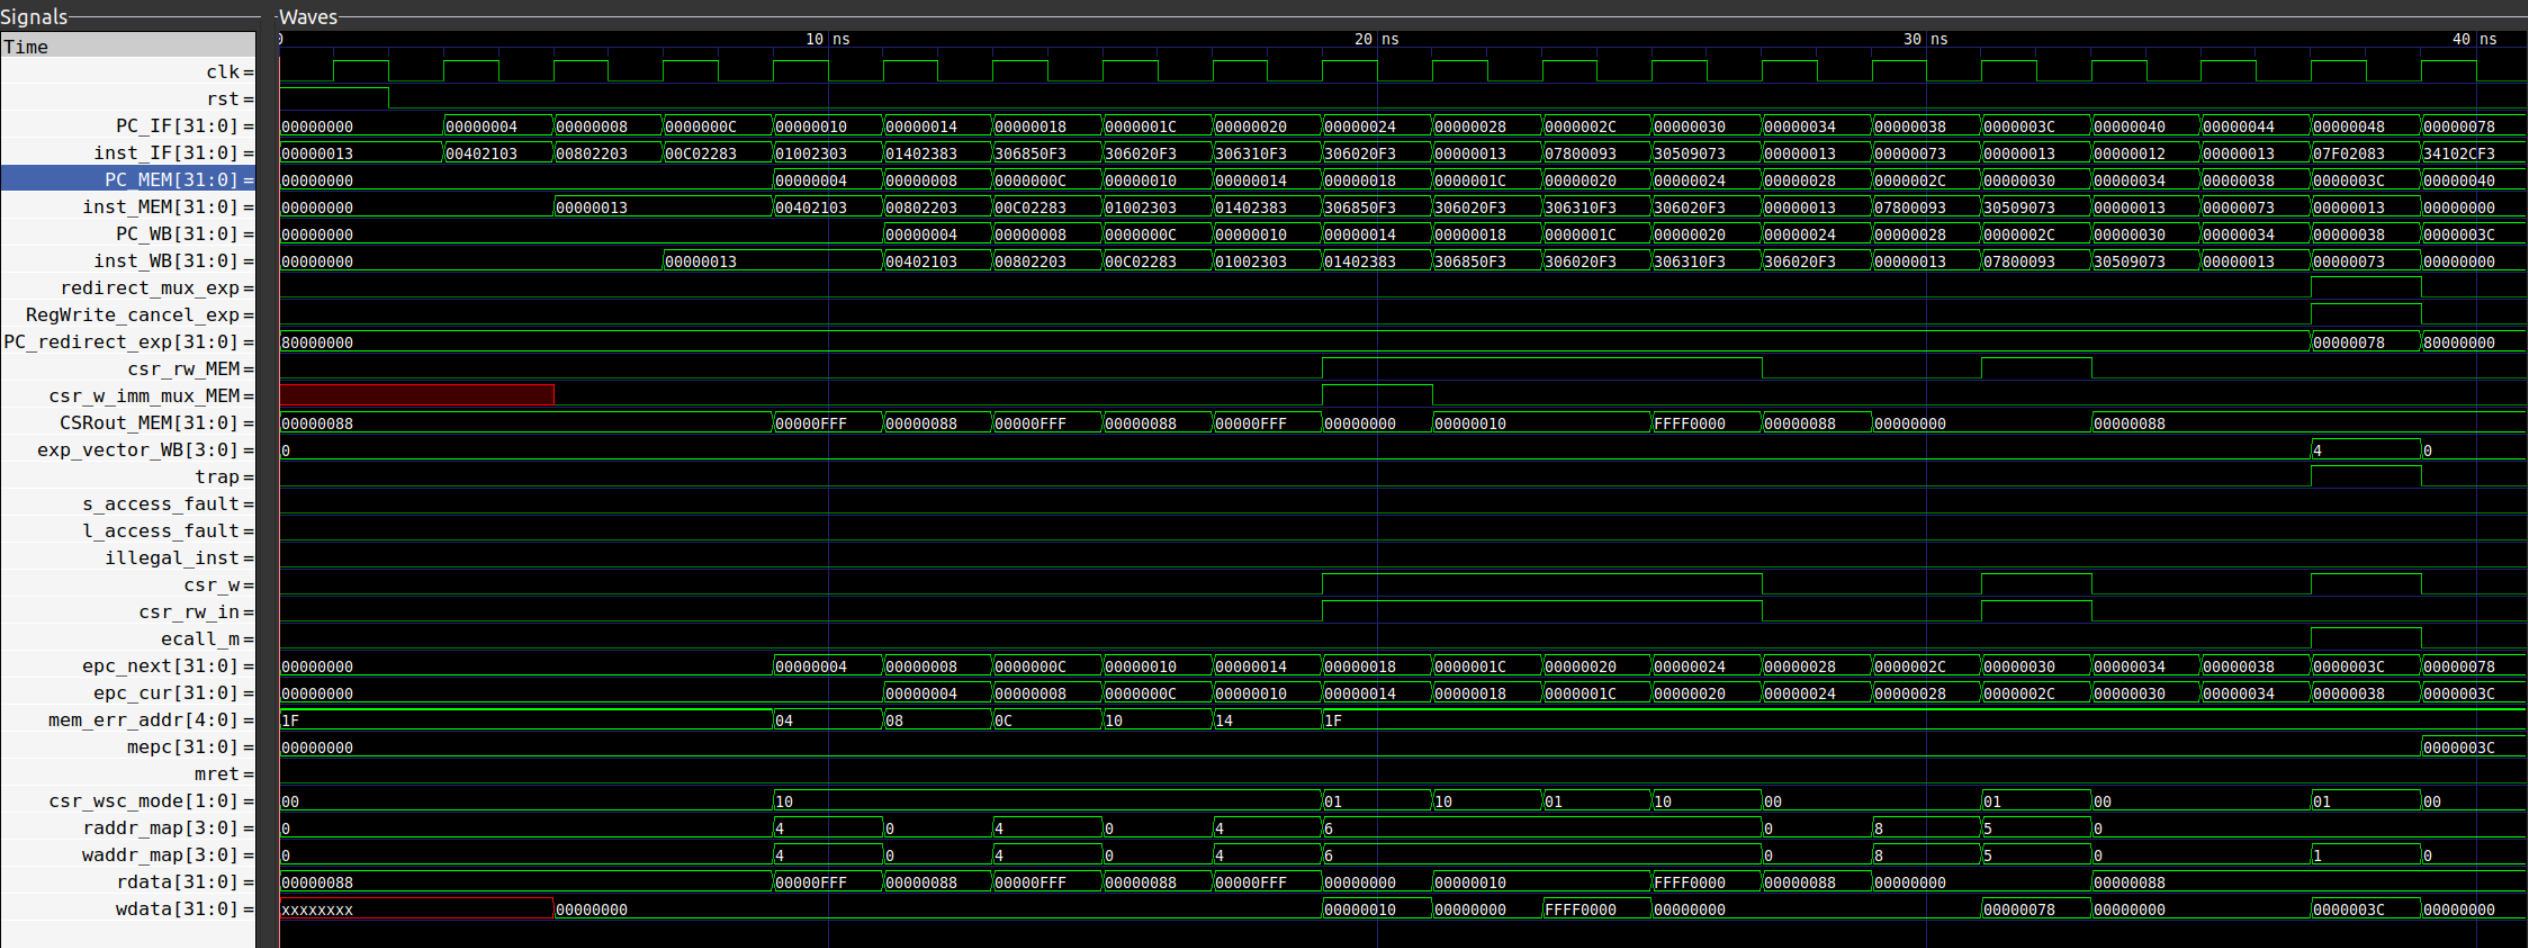 Signals Waves
Time 0 10 ns 20 ns 30 ns 40 ns
clk=
rst=
PC_IF[31:0]= 00000000 00000004 00000008 0000000C 00000010 00000014 00000018 0000001C 00000020 00000024 00000028 0000002C 00000030 00000034 00000038 0000003C 00000040 00000044 00000048 00000078
inst_IF[31:0]= 00000013 00402103 00802203 00C02283 01002303 01402383 306850F3 306020F3 306310F3 306020F3 00000013 07800093 30509073 00000013 00000073 00000013 00000012 00000013 07F02083 34102CF3
PC_MEM[31:0]= 00000000 00000004 00000008 0000000C 00000010 00000014 00000018 0000001C 00000020 00000024 00000028 0000002C 00000030 00000034 00000038 0000003C 00000040
inst_MEM[31:0]= 00000000 00000013 00402103 00802203 00C02283 01002303 01402383 306850F3 306020F3 306310F3 306020F3 00000013 07800093 30509073 00000013 00000073 00000013 00000000
PC_WB[31:0]= 00000000 00000004 00000008 0000000C 00000010 00000014 00000018 0000001C 00000020 00000024 00000028 0000002C 00000030 00000034 00000038 0000003C
inst_WB[31:0]= 00000000 00000013 00402103 00802203 00C02283 01002303 01402383 306850F3 306020F3 306310F3 306020F3 00000013 07800093 30509073 00000013 00000073 00000000
redirect_mux_exp=
RegWrite_cancel_exp=
PC_redirect_exp[31:0]= 80000000 00000078 80000000
csr_rw_MEM=
csr_w_imm_mux_MEM=
CSRout_MEM[31:0]= 00000088 00000FFF 00000088 00000FFF 00000088 00000FFF 00000000 00000010 FFFF0000 00000088 00000000 00000088
exp_vector_WB[3:0]= 0 4 0
trap=
s_access_fault=
l_access_fault=
illegal_inst=
csr_w=
csr_rw_in=
ecall_m=
epc_next[31:0]= 00000000 00000004 00000008 0000000C 00000010 00000014 00000018 0000001C 00000020 00000024 00000028 0000002C 00000030 00000034 00000038 0000003C 00000078
epc_cur[31:0]= 00000000 00000004 00000008 0000000C 00000010 00000014 00000018 0000001C 00000020 00000024 00000028 0000002C 00000030 00000034 00000038 0000003C
mem_err_addr[4:0]= 1F 04 08 0C 10 14 1F
mepc[31:0]= 00000000 0000003C
mret=
csr_wsc_mode[1:0]= 00 10 01 10 01 10 00 01 00 01 00
raddr_map[3:0]= 0 4 0 4 0 4 6 0 8 5 0
waddr_map[3:0]= 0 4 0 4 0 4 6 0 8 5 0 1 0
rdata[31:0]= 00000088 00000FFF 00000088 00000FFF 00000088 00000FFF 00000000 00000010 FFFF0000 00000088 00000000 00000088
wdata[31:0]= xxxxxxxx 00000000 00000010 00000000 FFFF0000 00000000 00000078 00000000 0000003C 00000000